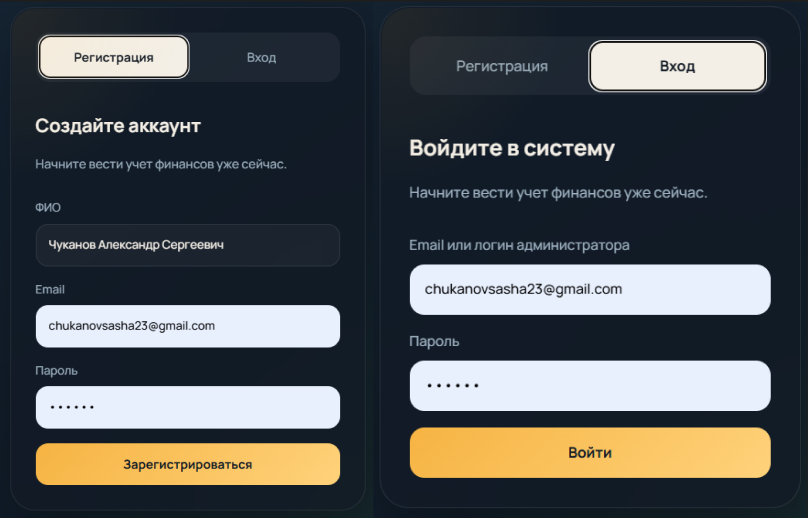 Регистрация
Вход
Создайте аккаунт
Начните вести учет финансов уже сейчас.
ФИО
Чуканов Александр Сергеевич
Email
chukanovsasha23@gmail.com
Пароль
••••••
Зарегистрироваться
Регистрация
Вход
Войдите в систему
Начните вести учет финансов уже сейчас.
Email или логин администратора
chukanovsasha23@gmail.com
Пароль
••••••
Войти